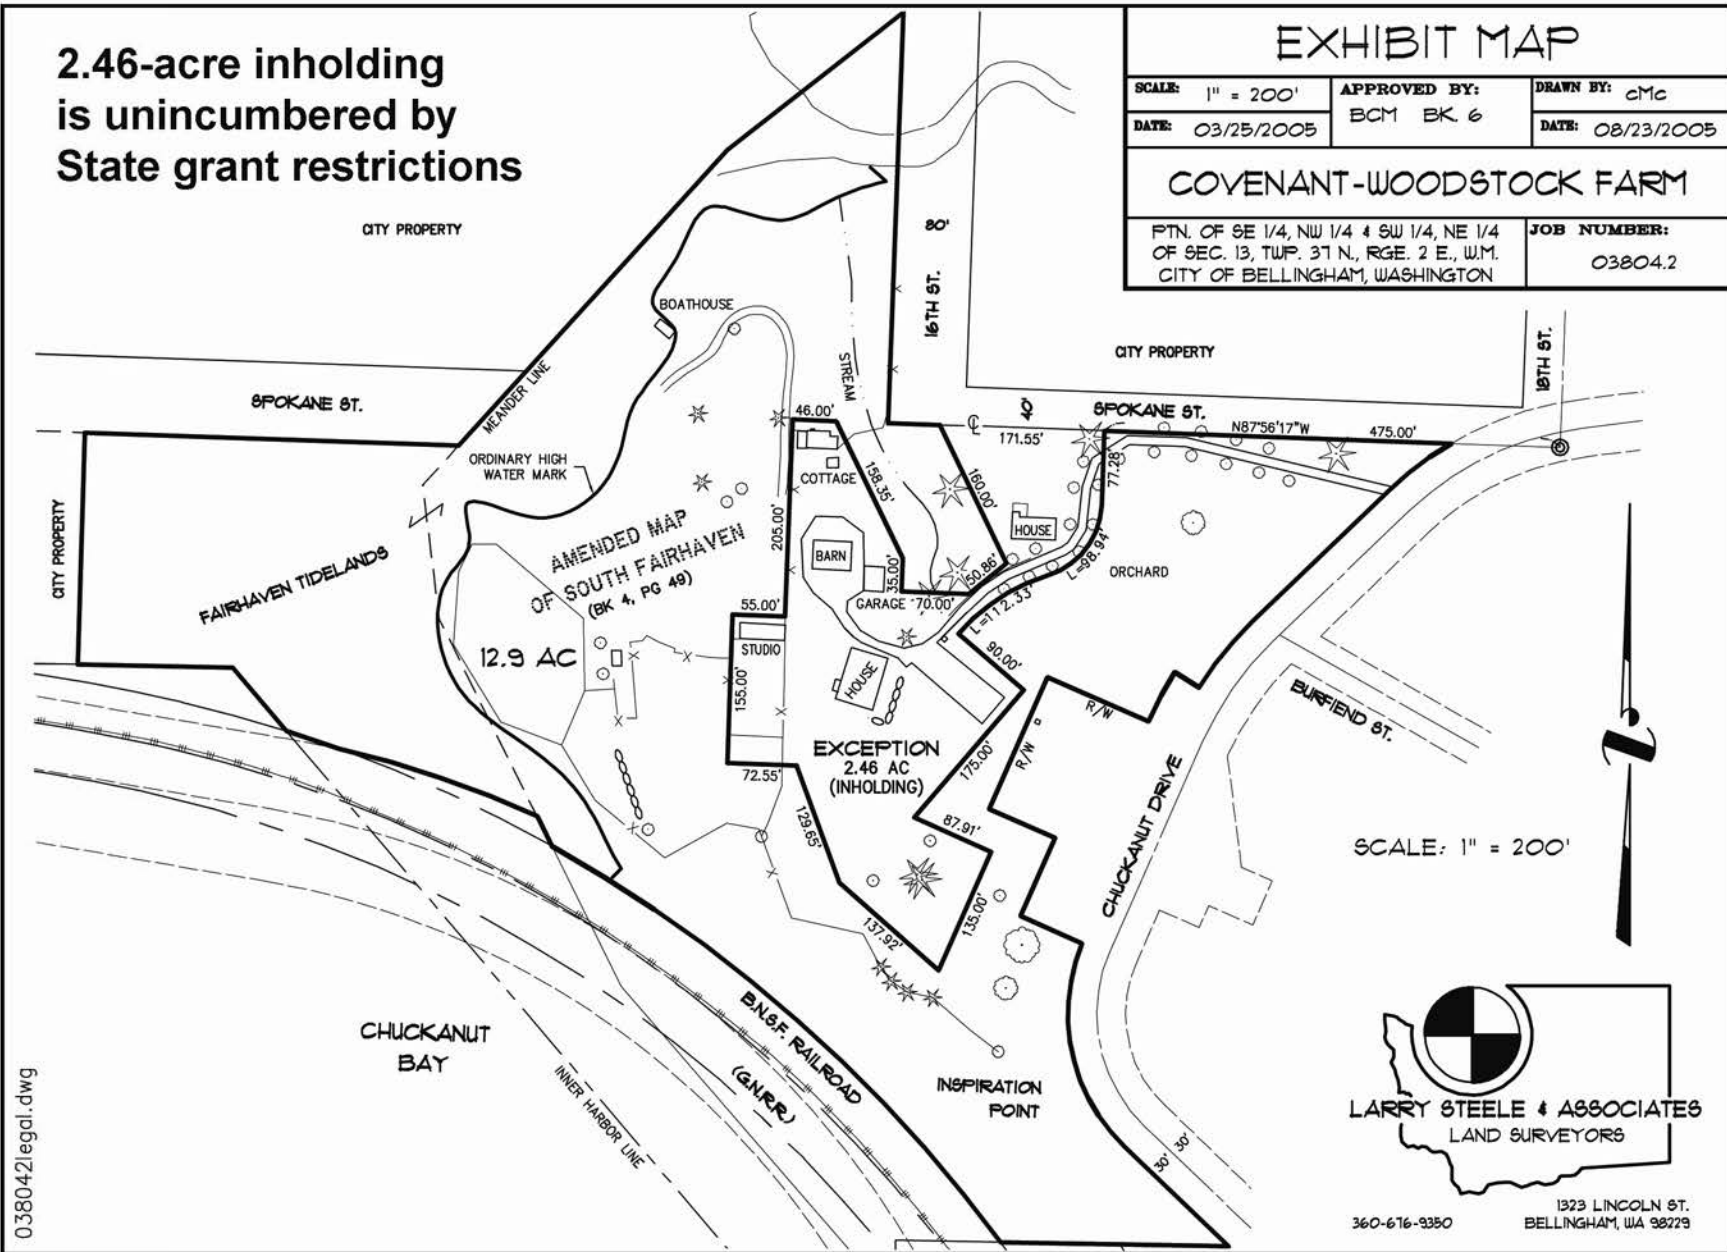 2.46-acre inholding
is unincumbered by
State grant restrictions
EXHIBIT MAP
SCALE: 1" = 200'
APPROVED BY:
BCM BK. 6
DRAWN BY: CMC
DATE: 03/25/2005
DATE: 08/23/2005
COVENANT-WOODSTOCK FARM
PTN. OF SE 1/4, NW 1/4 & SW 1/4, NE 1/4
OF SEC. 13, TWP. 37 N., RGE. 2 E., W.M.
CITY OF BELLINGHAM, WASHINGTON
JOB NUMBER:
03804.2
CITY PROPERTY
80'
16TH ST.
BOATHOUSE
STREAM
CITY PROPERTY
18TH ST.
MEANDER LINE
SPOKANE ST.
46.00'
40'
SPOKANE ST.
171.55'
N87°56'17"W
475.00'
ORDINARY HIGH
WATER MARK
COTTAGE
158.35'
160.00'
77.28'
CITY PROPERTY
FAIRHAVEN TIDELANDS
AMENDED MAP
OF SOUTH FAIRHAVEN
(BK 4, PG 49)
205.00'
BARN
HOUSE
L=98.94'
ORCHARD
35.00'
50.86'
GARAGE
70.00'
L=112.33'
55.00'
12.9 AC
STUDIO
155.00'
HOUSE
90.00'
R/W
R/W
BURFIEND ST.
EXCEPTION
2.46 AC
(INHOLDING)
175.00'
72.55'
129.65'
87.91'
CHUCKANUT DRIVE
SCALE: 1" = 200'
135.00'
137.92'
B.N.S.F. RAILROAD
(G.N.R.R.)
CHUCKANUT
BAY
INNER HARBOR LINE
INSPIRATION
POINT
30' 30'
LARRY STEELE & ASSOCIATES
LAND SURVEYORS
1323 LINCOLN ST.
360-676-9350
BELLINGHAM, WA 98229
038042legal.dwg